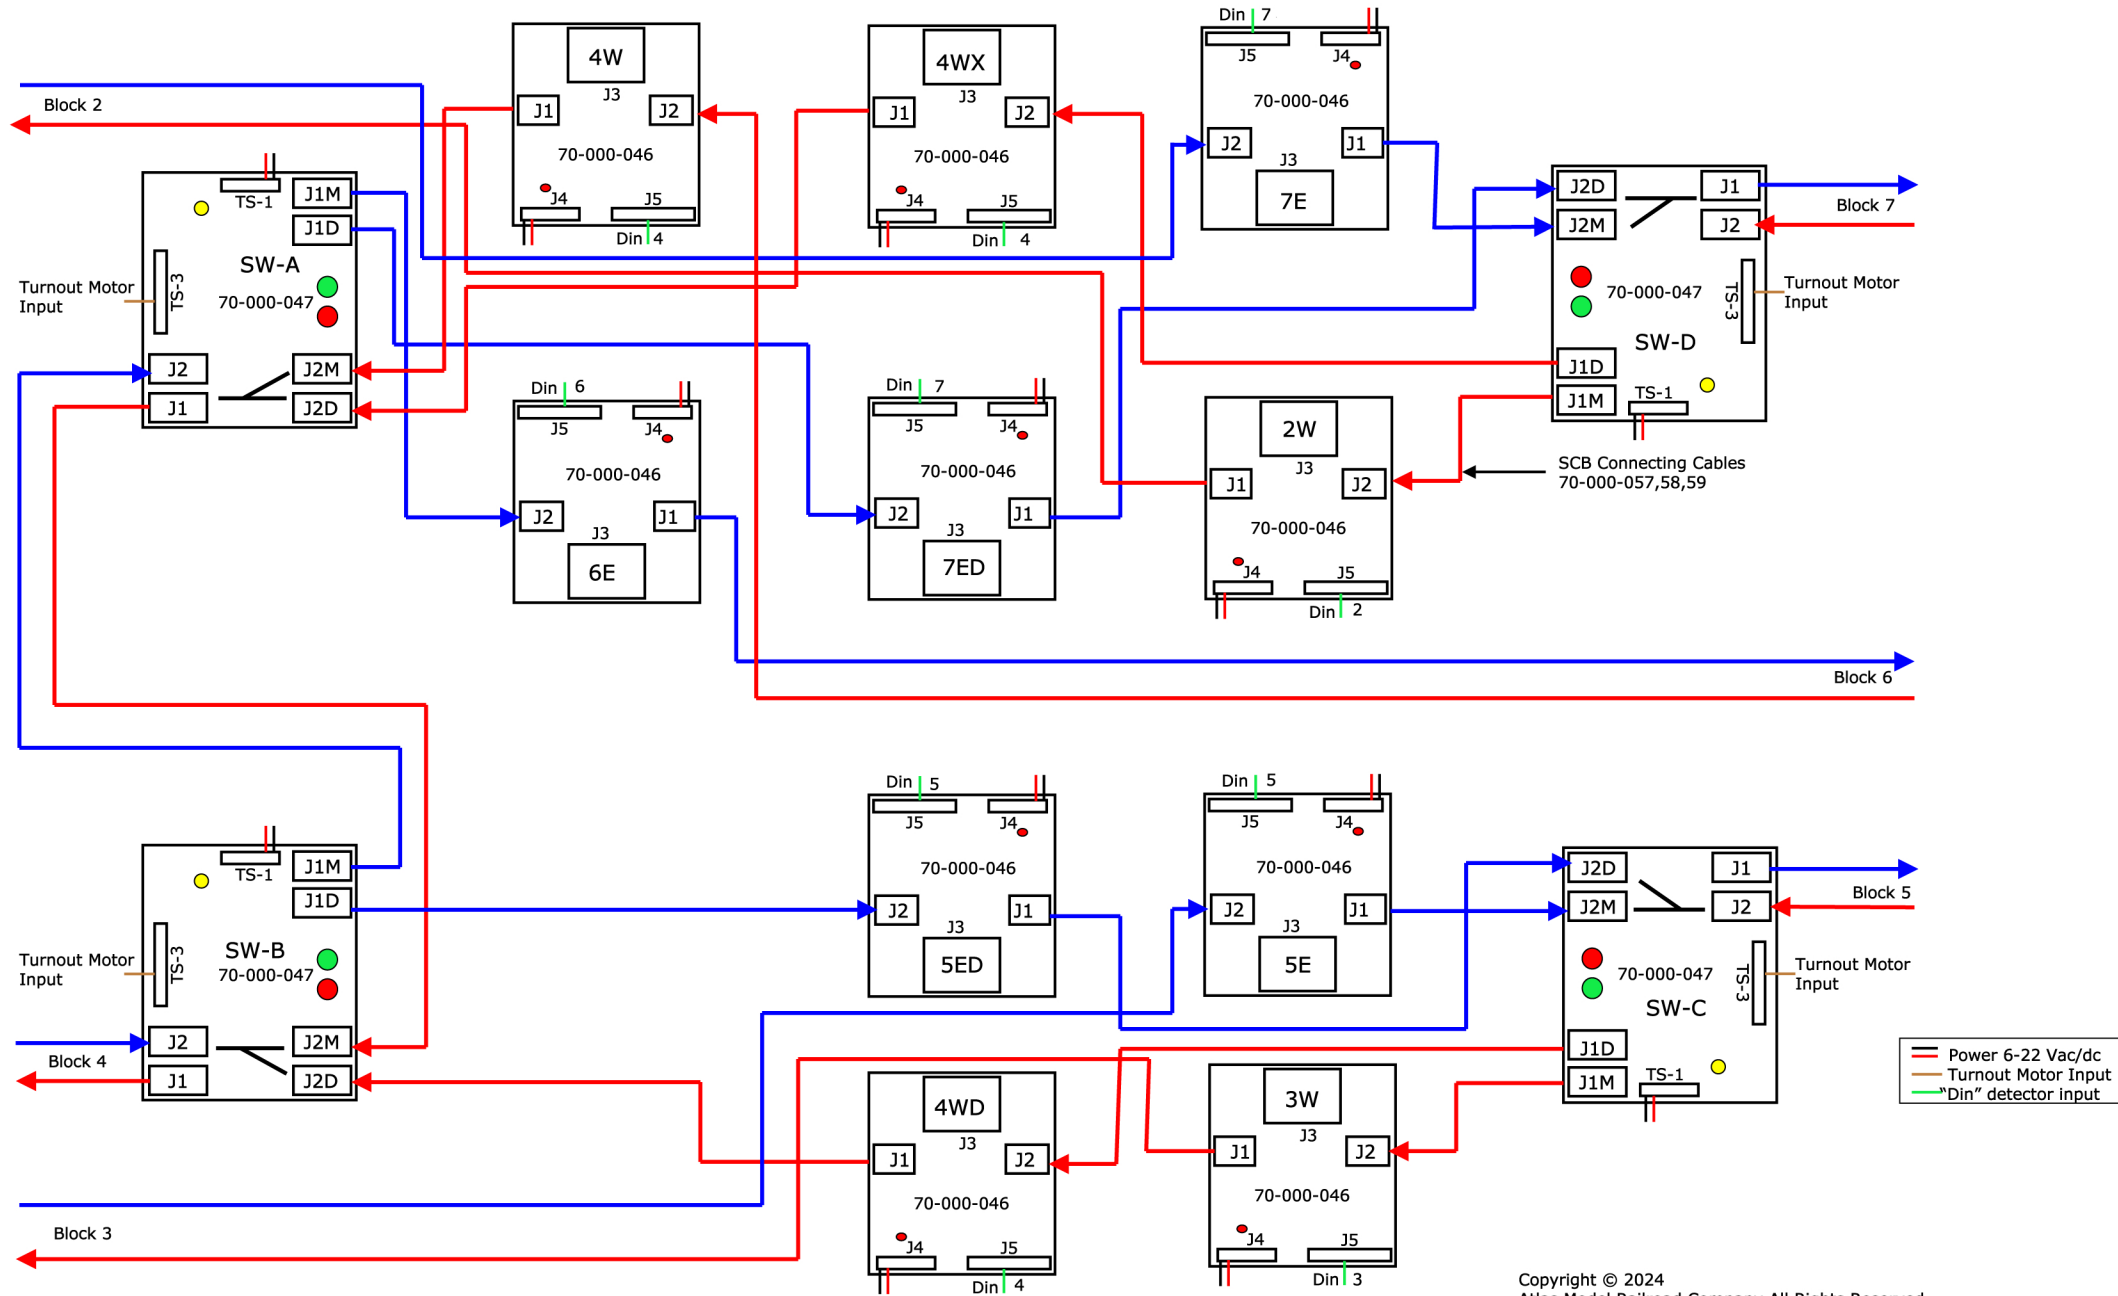 Block 2
4W
J3
J1
J2
70-000-046
J4
J5
Din 4
4WX
J3
J1
J2
70-000-046
J4
J5
Din 4
Din 7
J5
J4
70-000-046
J2
J1
J3
7E
TS-1
J1M
J1D
SW-A
70-000-047
TS-3
Turnout Motor
Input
J2
J1
J2M
J2D
J2D
J2M
J1
J2
Block 7
70-000-047
TS-3
Turnout Motor
Input
SW-D
J1D
J1M
TS-1
SCB Connecting Cables
70-000-057,58,59
Din 6
J5
J4
70-000-046
J2
J1
J3
6E
Din 7
J5
J4
70-000-046
J2
J1
J3
7ED
2W
J3
J1
J2
70-000-046
J4
J5
Din 2
Block 6
TS-1
J1M
J1D
SW-B
70-000-047
TS-3
Turnout Motor
Input
J2
J1
J2M
J2D
Block 4
Din 5
J5
J4
70-000-046
J2
J1
J3
5ED
Din 5
J5
J4
70-000-046
J2
J1
J3
5E
J2D
J2M
J1
J2
Block 5
70-000-047
TS-3
Turnout Motor
Input
SW-C
J1D
J1M
TS-1
Power 6-22 Vac/dc
Turnout Motor Input
“Din” detector input
4WD
J3
J1
J2
70-000-046
J4
J5
Din 4
3W
J3
J1
J2
70-000-046
J4
J5
Din 3
Block 3
Copyright © 2024
Atlas Model Railroad Company All Rights Reserved